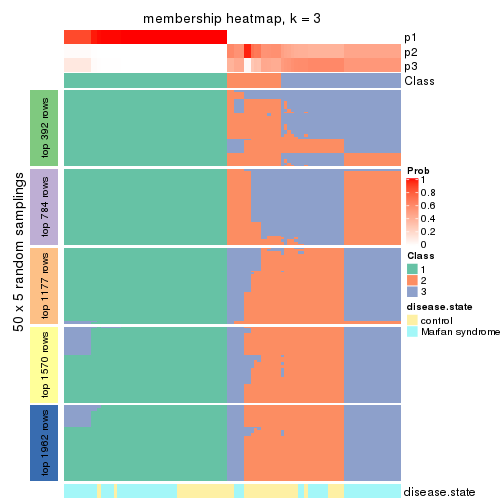 membership heatmap, k = 3
p1
p2
p3
Class
50 x 5 random samplings
top 392 rows
top 784 rows
top 1177 rows
top 1570 rows
top 1962 rows
Prob
1
0.8
0.6
0.4
0.2
0
Class
1
2
3
disease.state
control
Marfan syndrome
disease.state